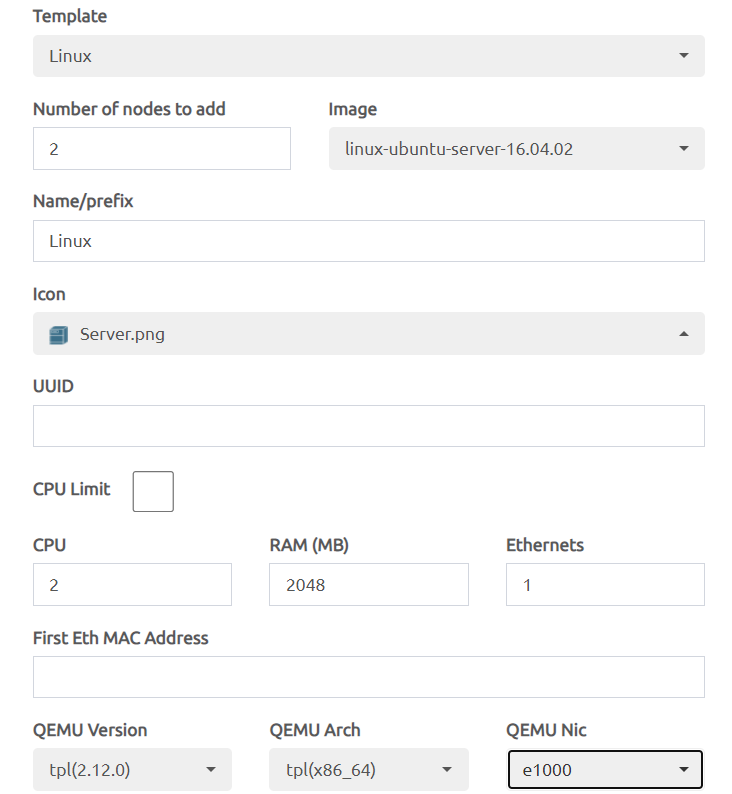 Template
Linux
Number of nodes to add Image
2 linux-ubuntu-server-16.04.02
Name/prefix
Linux
Icon
Server.png
UUID
CPU Limit
CPU RAM (MB) Ethernets
2 2048 1
First Eth MAC Address
QEMU Version QEMU Arch QEMU Nic
tpl(2.12.0) tpl(x86_64) e1000